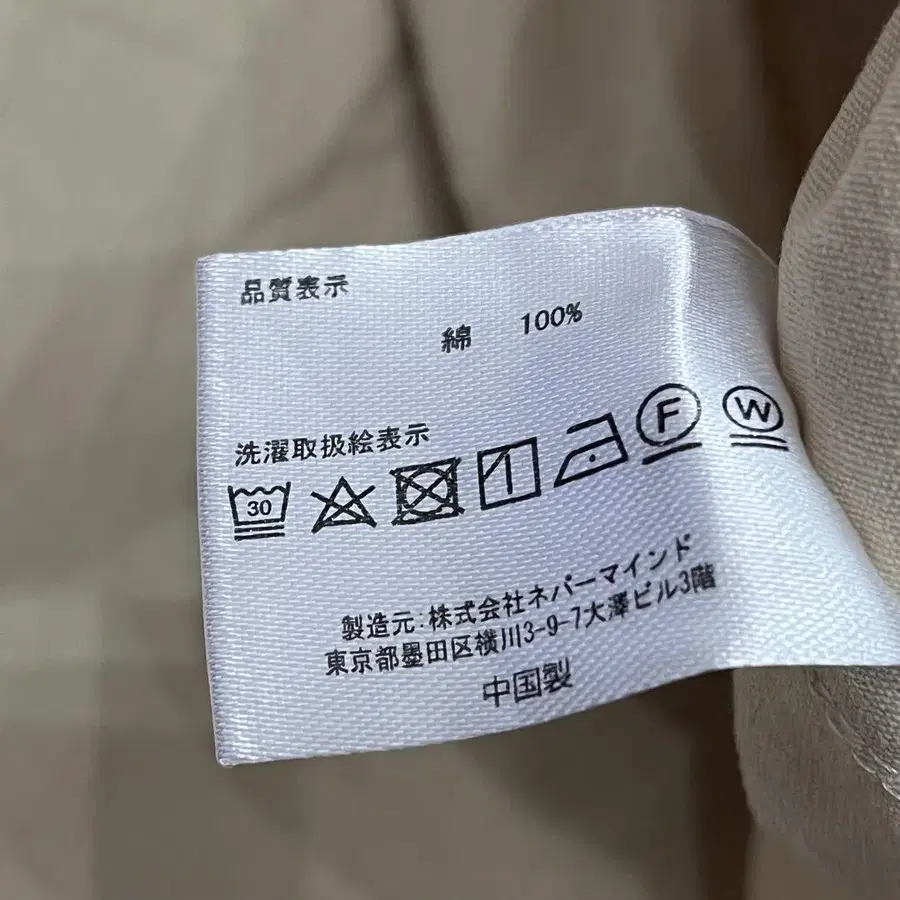 品質表示
綿 100%
洗濯取扱絵表示
30 F W
製造元:株式会社ネバーマインド
東京都墨田区横川3-9-7大澤ビル3階
中国製